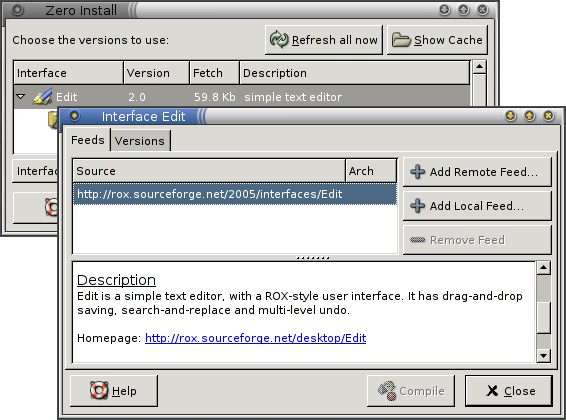 Zero Install
Choose the versions to use:
Refresh all now
Show Cache
Interface Version Fetch Description
Edit 2.0 59.8 Kb simple text editor
Interface Edit
Feeds Versions
Source Arch
http://rox.sourceforge.net/2005/interfaces/Edit
Add Remote Feed...
Add Local Feed...
Remove Feed
Interfac
Description
Edit is a simple text editor, with a ROX-style user interface. It has drag-and-drop
saving, search-and-replace and multi-level undo.
Homepage: http://rox.sourceforge.net/desktop/Edit
Help
Compile
Close